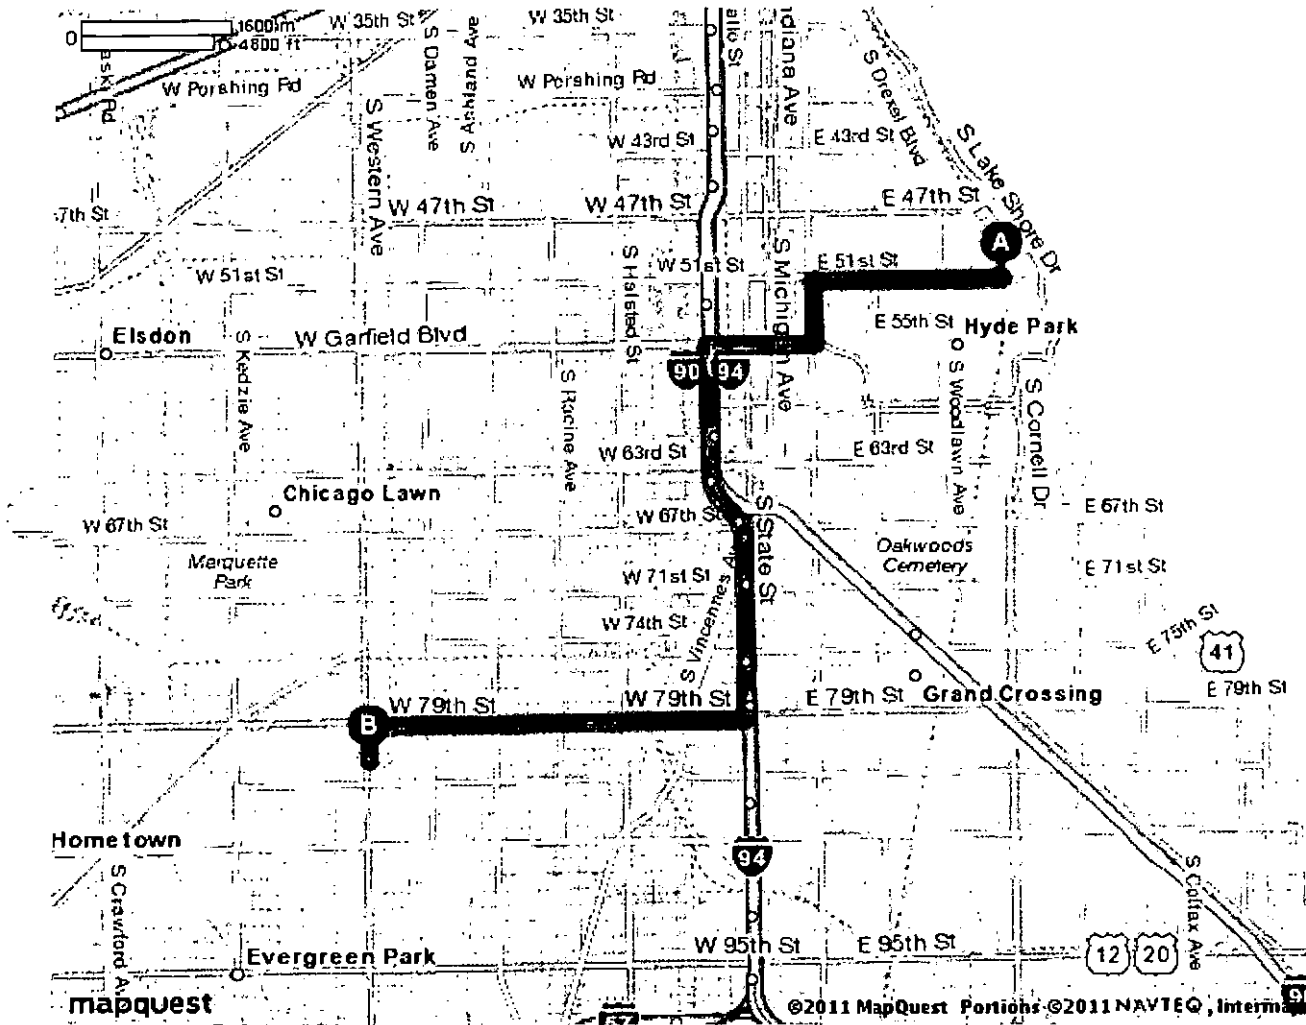 1600 m
0
4800 ft
W 35th St
W 35th St
S Damen Ave
S Ashland Ave
S Drexel Blvd
W Pershing Rd
W Pershing Rd
S Western Ave
W 43rd St
E 43rd St
S Lake Shore Dr
W 47th St
W 47th St
E 47th St
A
W 51st St
S Halsted St
W 51st St
S Michigan Ave
E 51st St
E 55th St
Hyde Park
Elsdon
S Kedzie Ave
W Garfield Blvd
90
94
S Racine Ave
S Woodlawn Ave
S Cornell Dr
W 63rd St
E 63rd St
Chicago Lawn
W 67th St
W 67th St
S State St
E 67th St
Marquette
Park
W 71st St
Oakwoods
Cemetery
E 71st St
W 74th St
S Vincennes A
E 75th St
41
W 79th St
W 79th St
E 79th St
Grand Crossing
E 79th St
B
Hometown
94
S Crawford A
S Colfax Ave
Evergreen Park
W 95th St
E 95th St
12
20
mapquest
©2011 MapQuest Portions ©2011 NAVTEQ, Interma